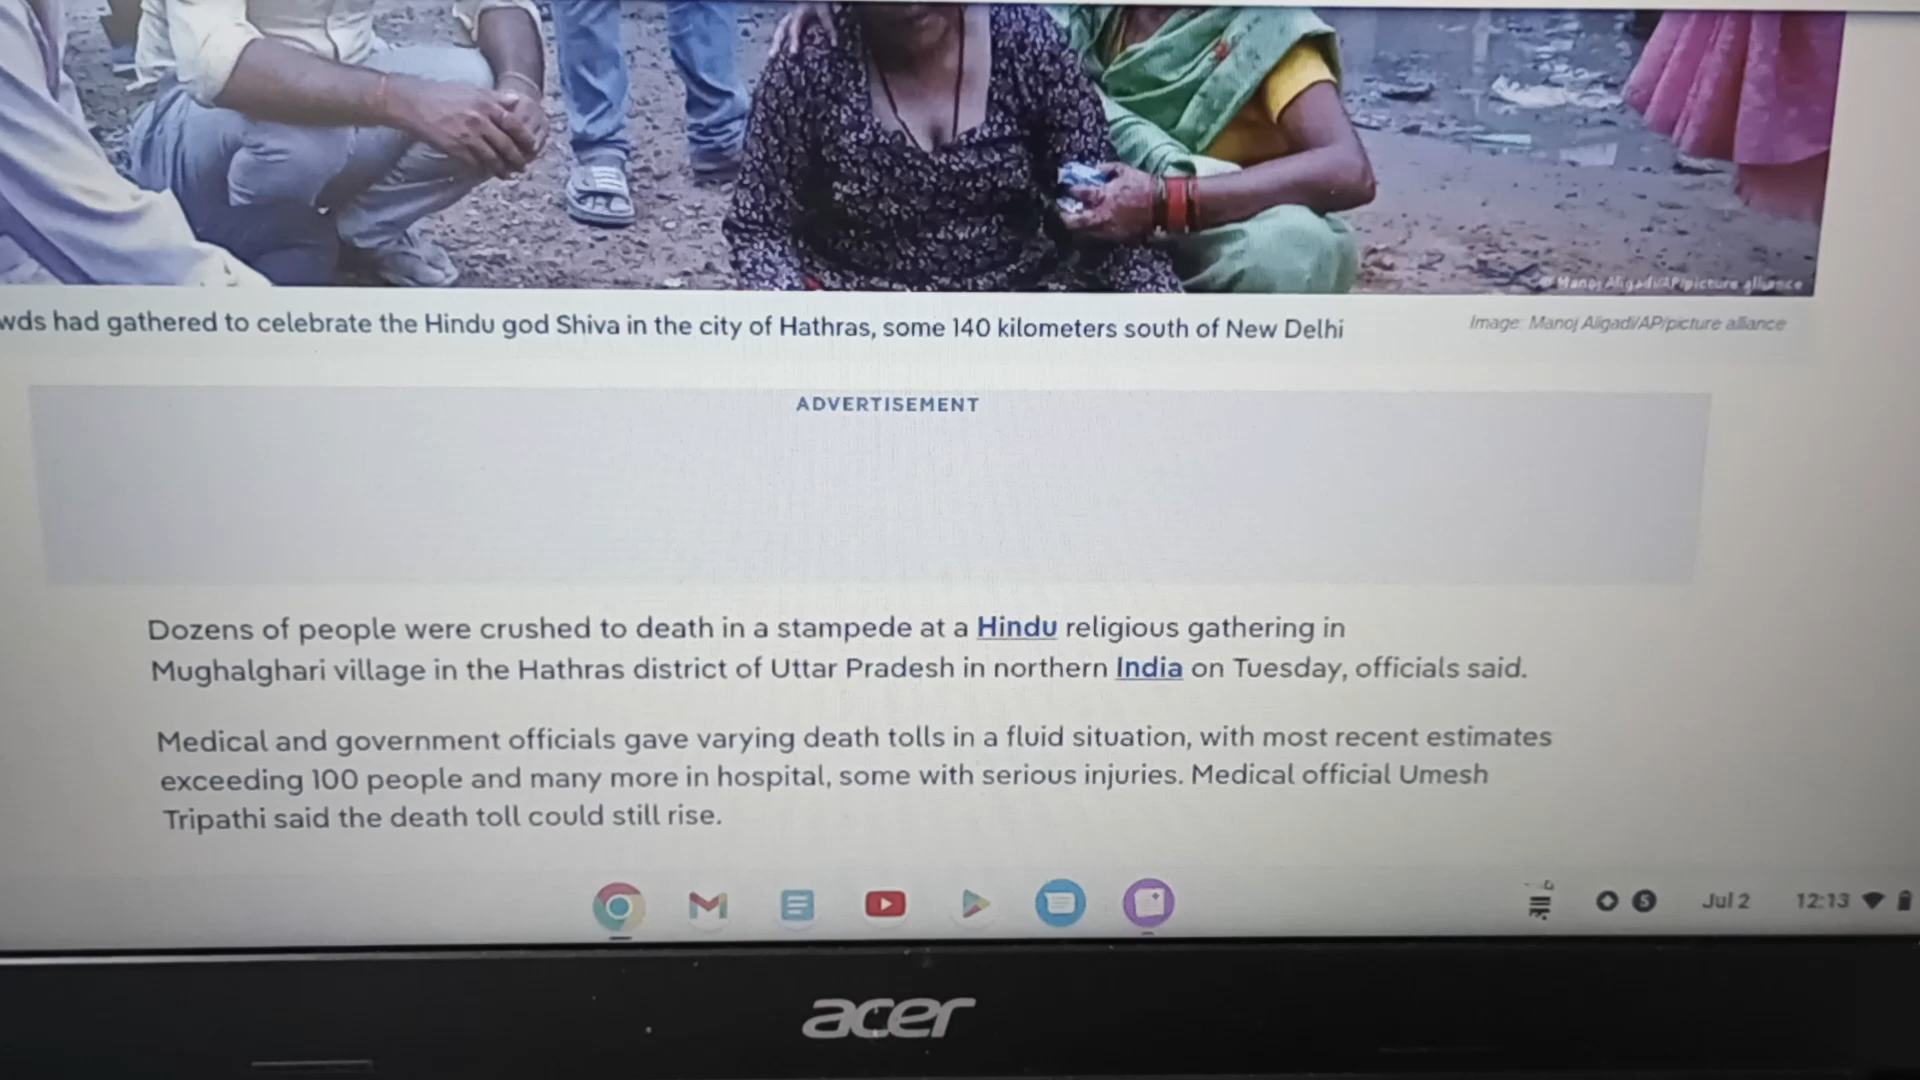 © Manoj Aligadi/AP/picture alliance
wds had gathered to celebrate the Hindu god Shiva in the city of Hathras, some 140 kilometers south of New Delhi
Image: Manoj Aligadi/AP/picture alliance
ADVERTISEMENT
Dozens of people were crushed to death in a stampede at a Hindu religious gathering in
Mughalghari village in the Hathras district of Uttar Pradesh in northern India on Tuesday, officials said.
Medical and government officials gave varying death tolls in a fluid situation, with most recent estimates
exceeding 100 people and many more in hospital, some with serious injuries. Medical official Umesh
Tripathi said the death toll could still rise.
Jul 2 12:13
acer